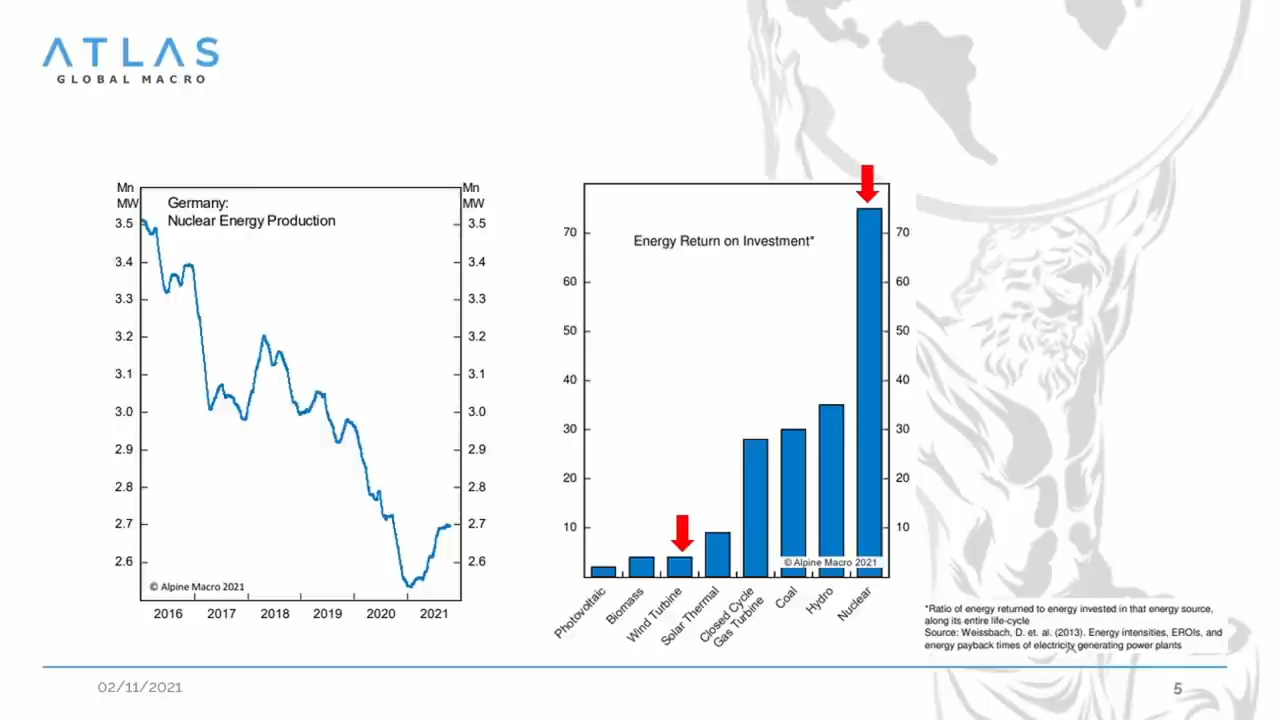 ATLAS
GLOBAL MACRO
Mn
MW
Mn
MW
Germany:
Nuclear Energy Production
3.5
3.4
3.3
3.2
3.1
3.0
2.9
2.8
2.7
2.6
3.5
3.4
3.3
3.2
3.1
3.0
2.9
2.8
2.7
2.6
© Alpine Macro 2021
2016
2017
2018
2019
2020
2021
Energy Return on Investment*
70
60
50
40
30
20
10
70
60
50
40
30
20
10
© Alpine Macro 2021
Photovoltaic
Biomass
Wind Turbine
Solar Thermal
Closed Cycle
Gas Turbine
Coal
Hydro
Nuclear
*Ratio of energy returned to energy invested in that energy source,
along its entire life-cycle
Source: Weissbach, D. et. al. (2013). Energy intensities, EROIs, and
energy payback times of electricity generating power plants
02/11/2021
5